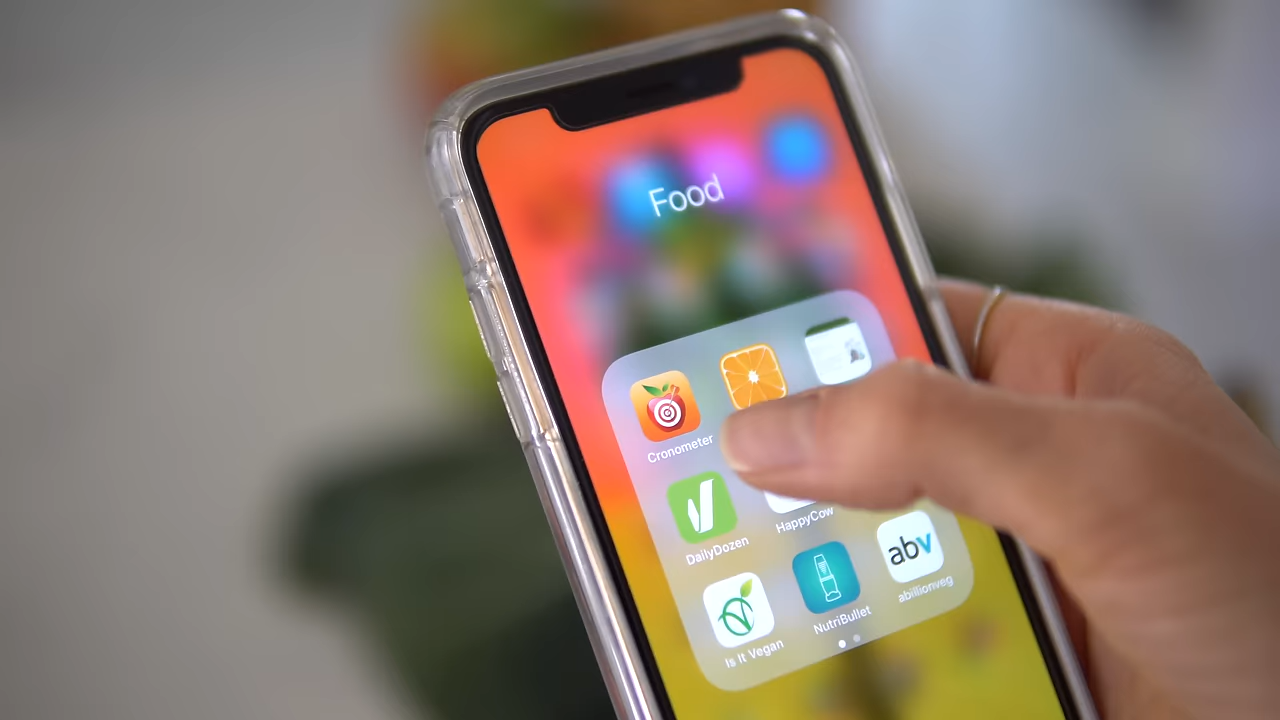 Food
Cronometer
DailyDozen
HappyCow
abv
Is It Vegan
NutriBullet
abillionveg